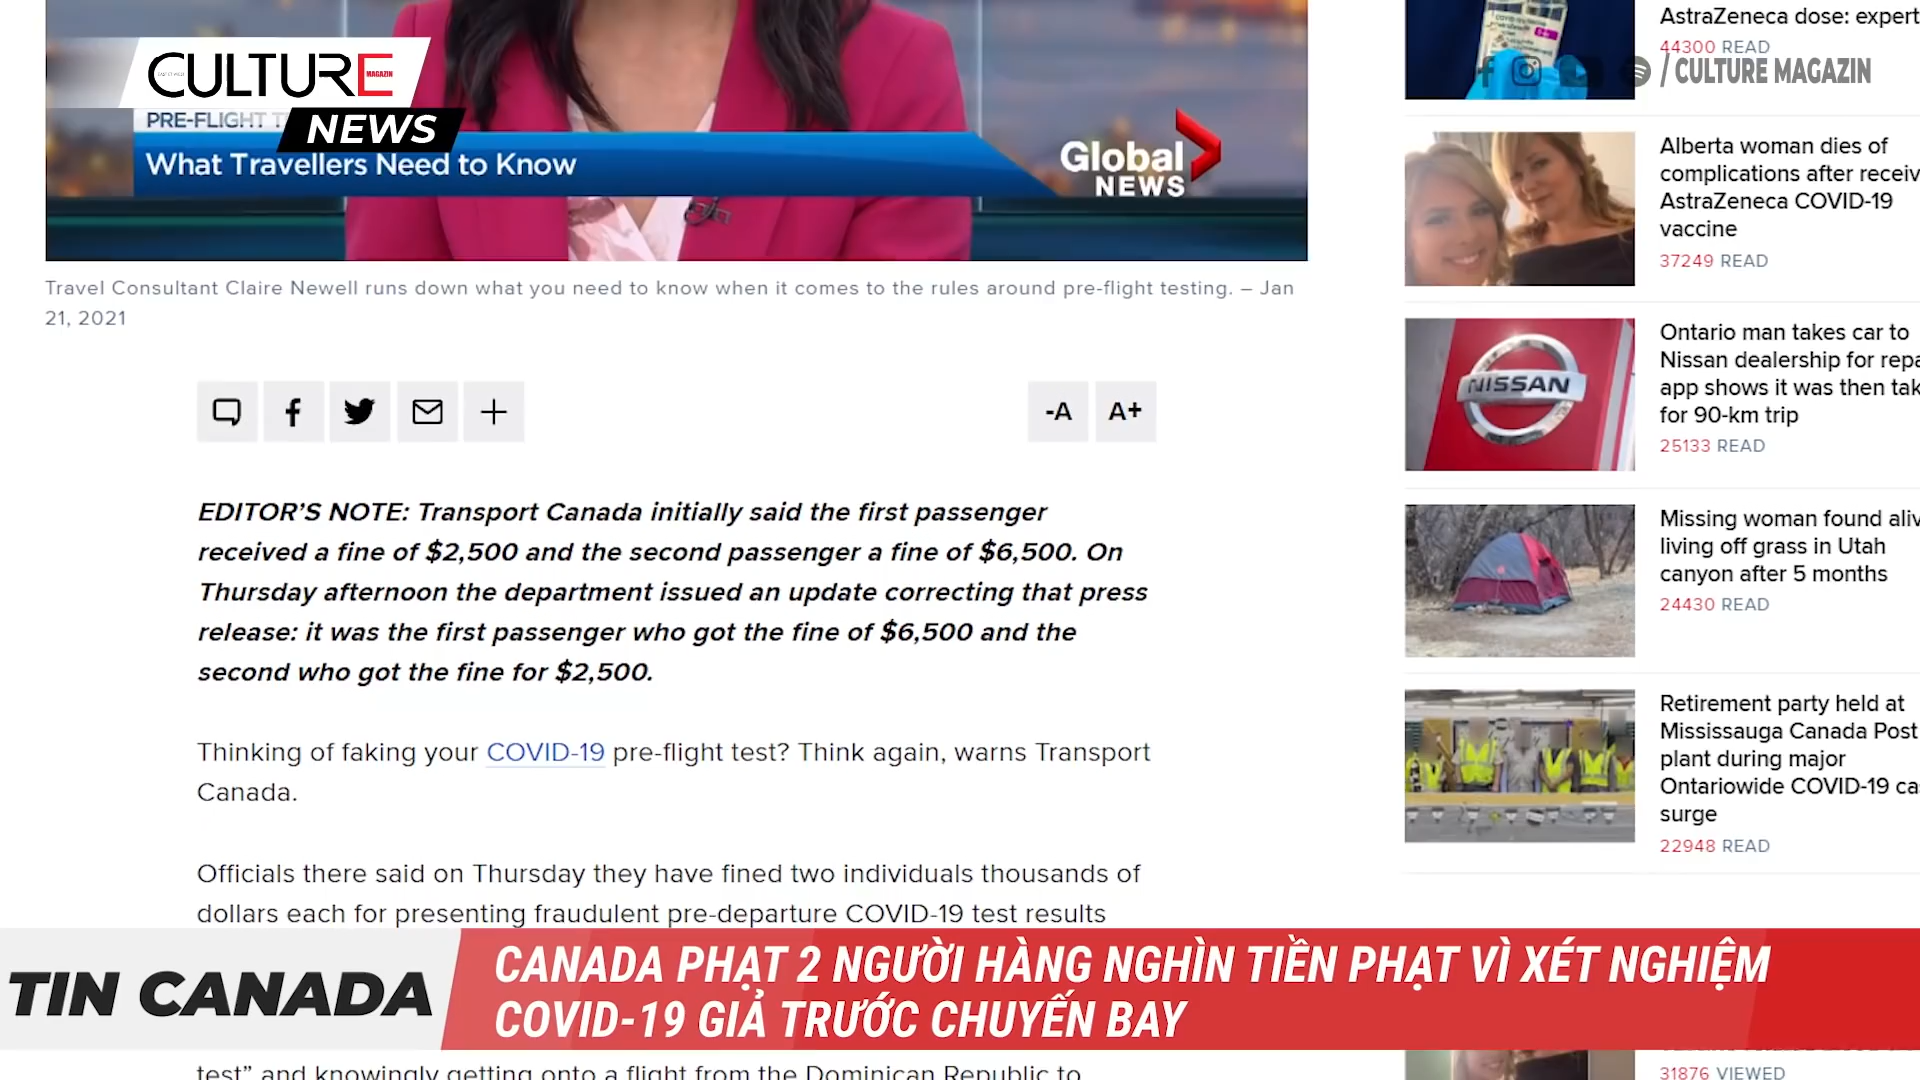 CULTURE
MAGAZIN
NEWS
PRE-FLIGHT
What Travellers Need to Know
Global
NEWS
Travel Consultant Claire Newell runs down what you need to know when it comes to the rules around pre-flight testing. – Jan
21, 2021
-A
A+
EDITOR'S NOTE: Transport Canada initially said the first passenger
received a fine of $2,500 and the second passenger a fine of $6,500. On
Thursday afternoon the department issued an update correcting that press
release: it was the first passenger who got the fine of $6,500 and the
second who got the fine for $2,500.
Thinking of faking your COVID-19 pre-flight test? Think again, warns Transport
Canada.
Officials there said on Thursday they have fined two individuals thousands of
dollars each for presenting fraudulent pre-departure COVID-19 test results
test” and knowingly getting onto a flight from the Dominican Republic to
AstraZeneca dose: expert
44300 READ
/ CULTURE MAGAZIN
Alberta woman dies of
complications after receiv
AstraZeneca COVID-19
vaccine
37249 READ
NISSAN
Ontario man takes car to
Nissan dealership for repa
app shows it was then tak
for 90-km trip
25133 READ
Missing woman found aliv
living off grass in Utah
canyon after 5 months
24430 READ
Retirement party held at
Mississauga Canada Post
plant during major
Ontariowide COVID-19 ca
surge
22948 READ
31876 VIEWED
TIN CANADA
CANADA PHẠT 2 NGƯỜI HÀNG NGHÌN TIỀN PHẠT VÌ XÉT NGHIỆM
COVID-19 GIẢ TRƯỚC CHUYẾN BAY